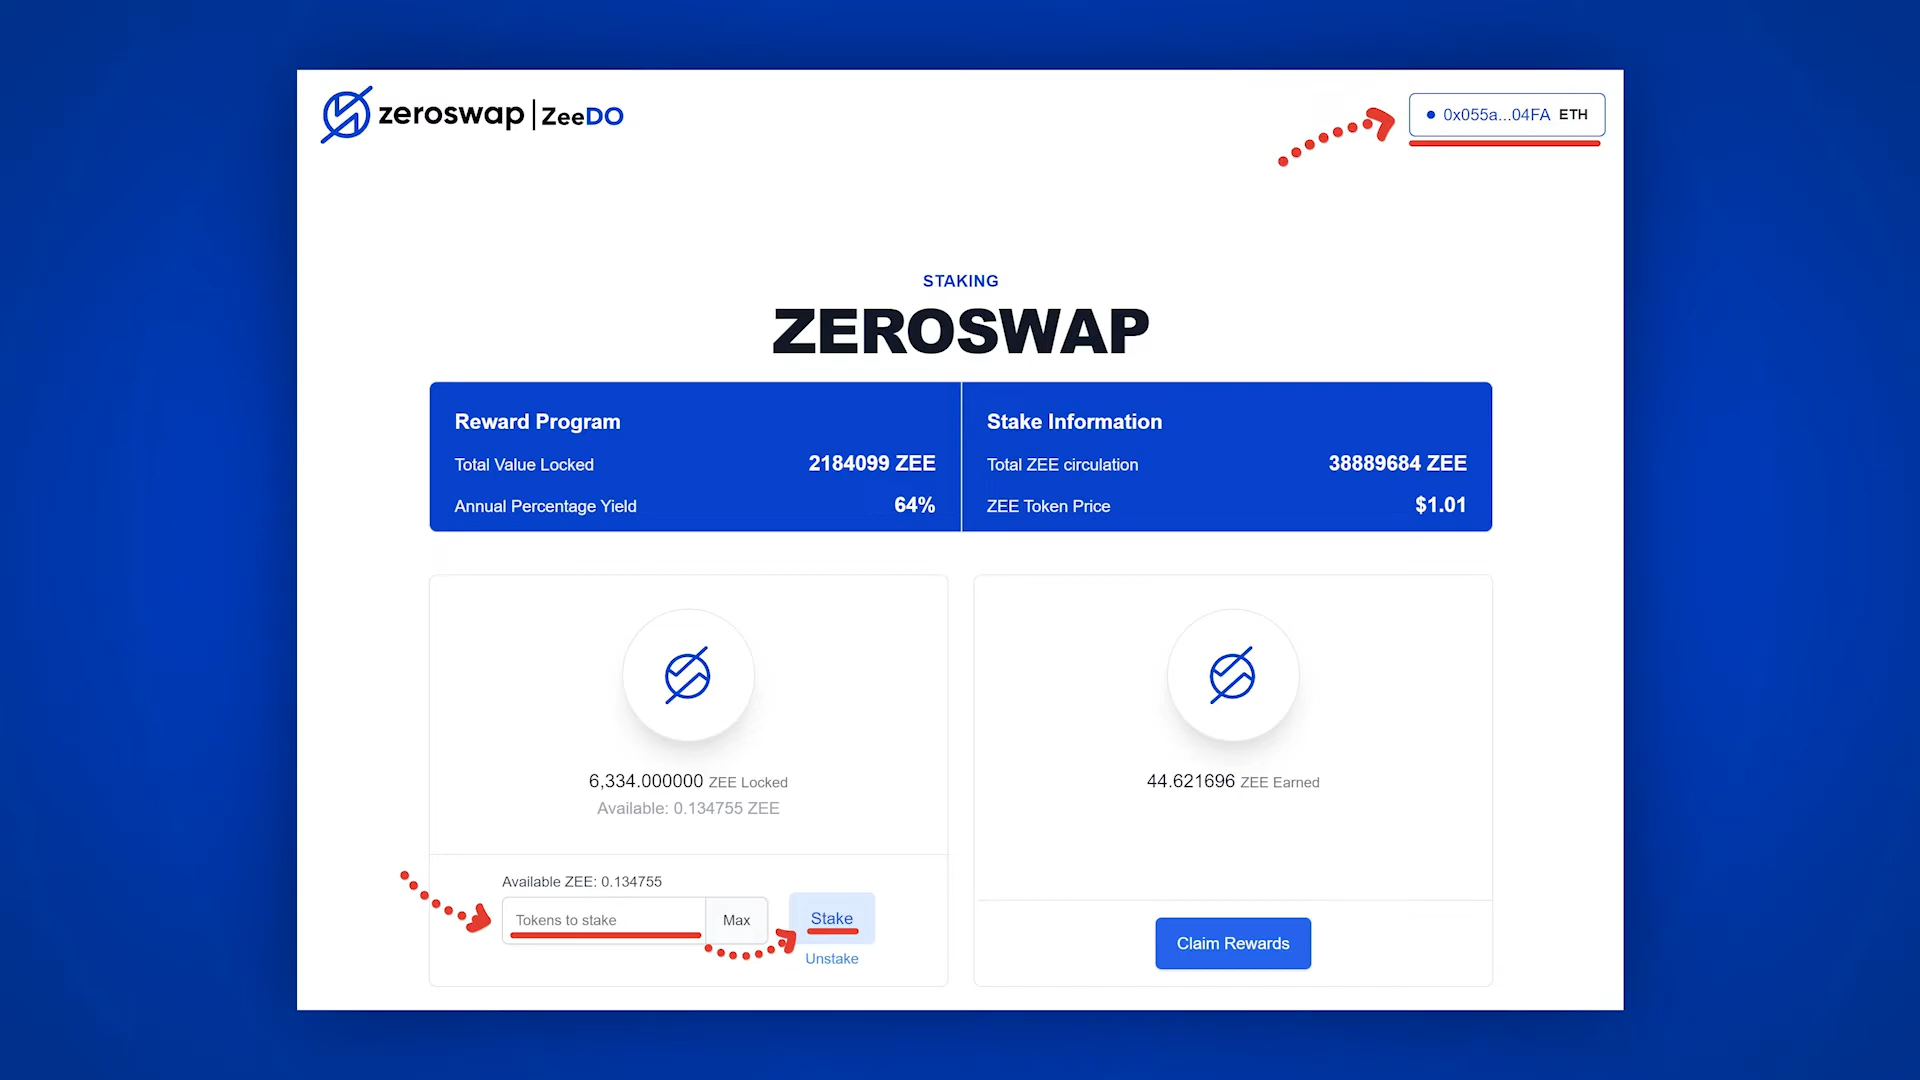 zeroswap | ZeeDO
0x055a...04FA ETH
STAKING
ZEROSWAP
Reward Program
Total Value Locked 2184099 ZEE
Annual Percentage Yield 64%
Stake Information
Total ZEE circulation 38889684 ZEE
ZEE Token Price $1.01
6,334.000000 ZEE Locked
Available: 0.134755 ZEE
Available ZEE: 0.134755
Tokens to stake Max Stake
Unstake
44.621696 ZEE Earned
Claim Rewards